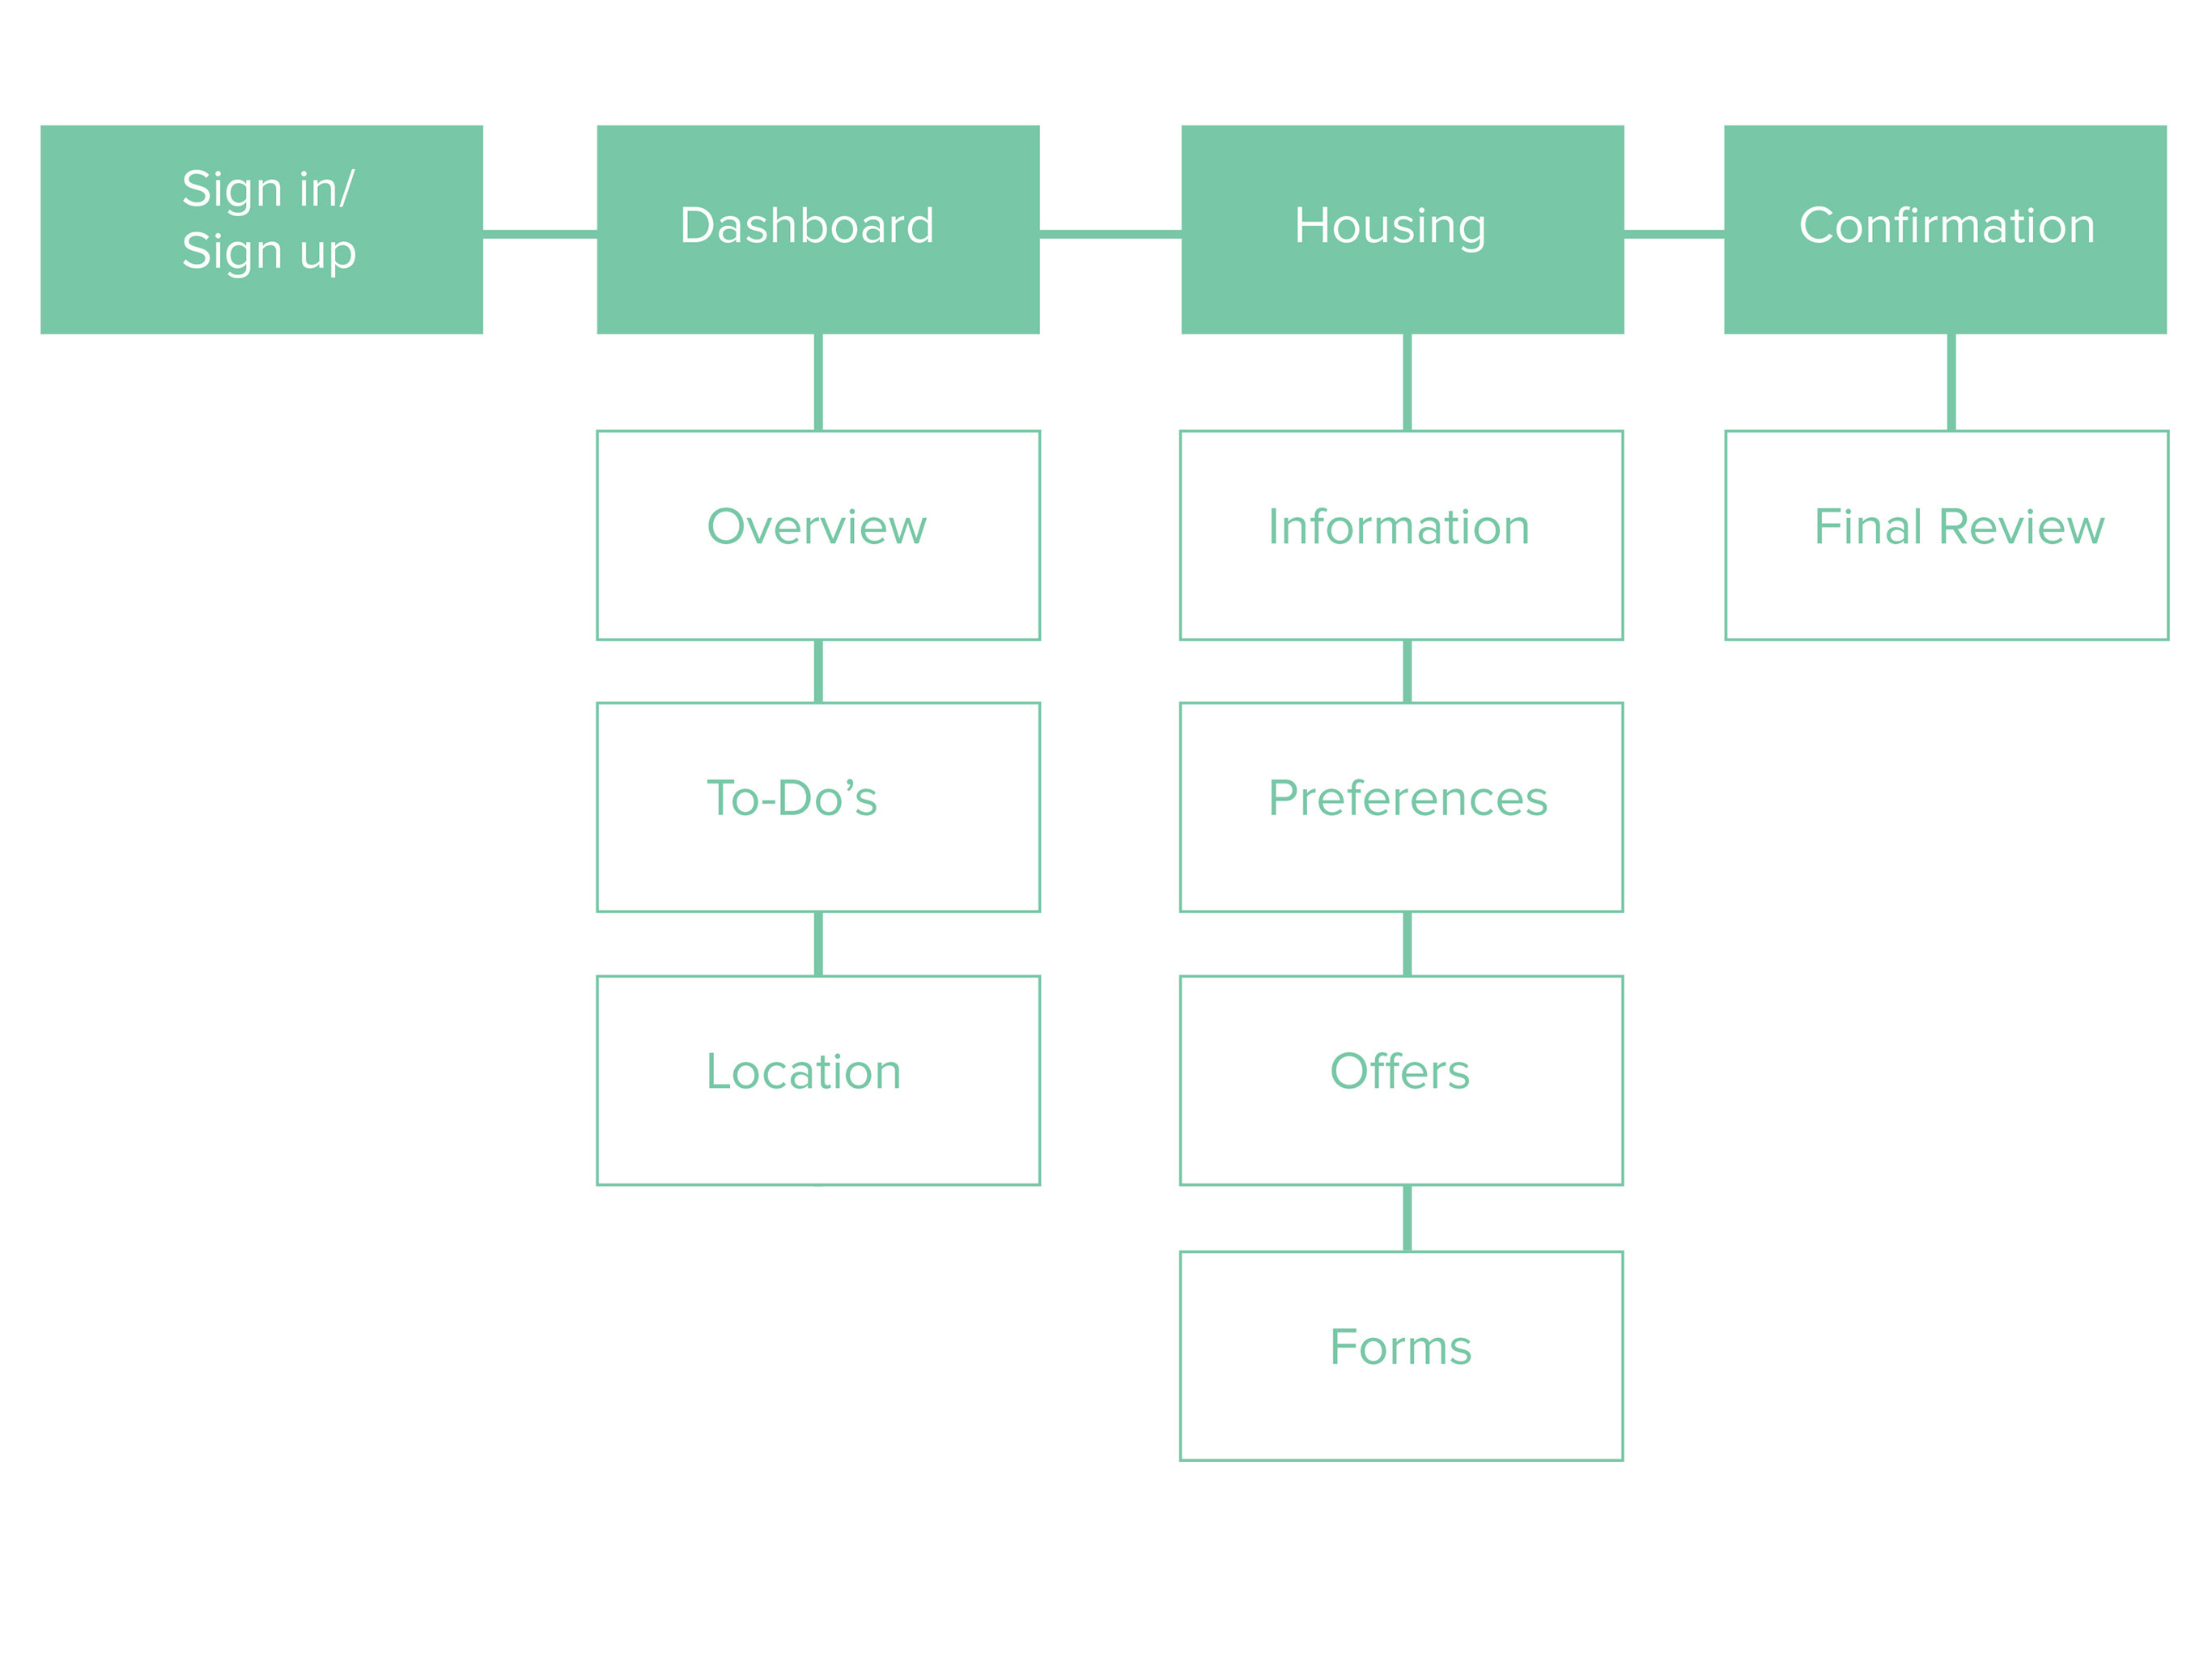 Sign in/
Sign up
Dashboard
Housing
Confirmation
Overview
Information
Final Review
To-Do’s
Preferences
Location
Offers
Forms